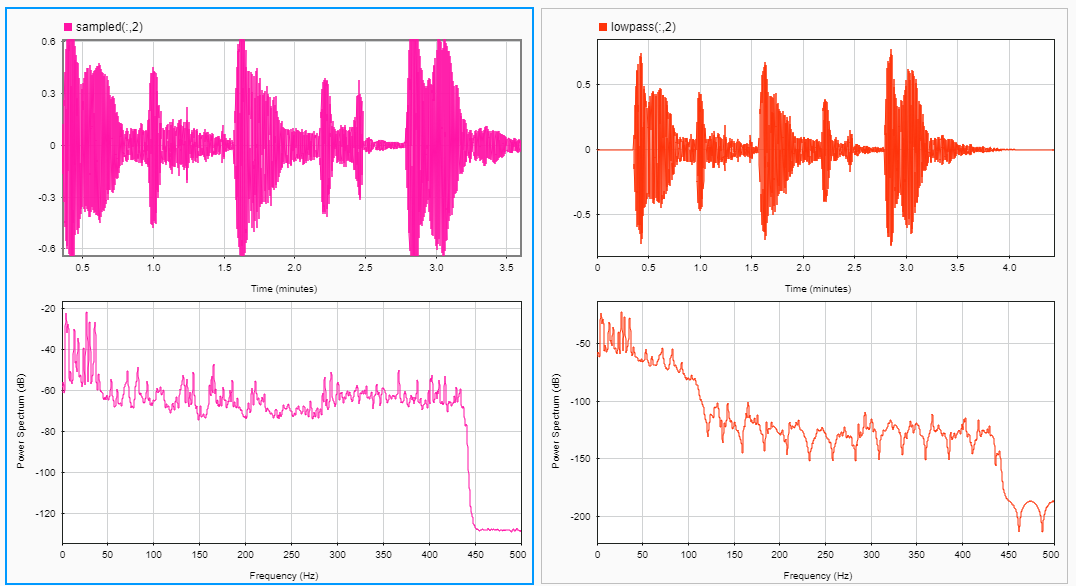 sampled(:,2)
0.6
0.3
0
-0.3
-0.6
0.5 1.0 1.5 2.0 2.5 3.0 3.5
Time (minutes)
-20
-40
-60
-80
-100
-120
Power Spectrum (dB)
0 50 100 150 200 250 300 350 400 450 500
Frequency (Hz)
lowpass(:,2)
0.5
0
-0.5
0 0.5 1.0 1.5 2.0 2.5 3.0 3.5 4.0
Time (minutes)
-50
-100
-150
-200
Power Spectrum (dB)
0 50 100 150 200 250 300 350 400 450 500
Frequency (Hz)